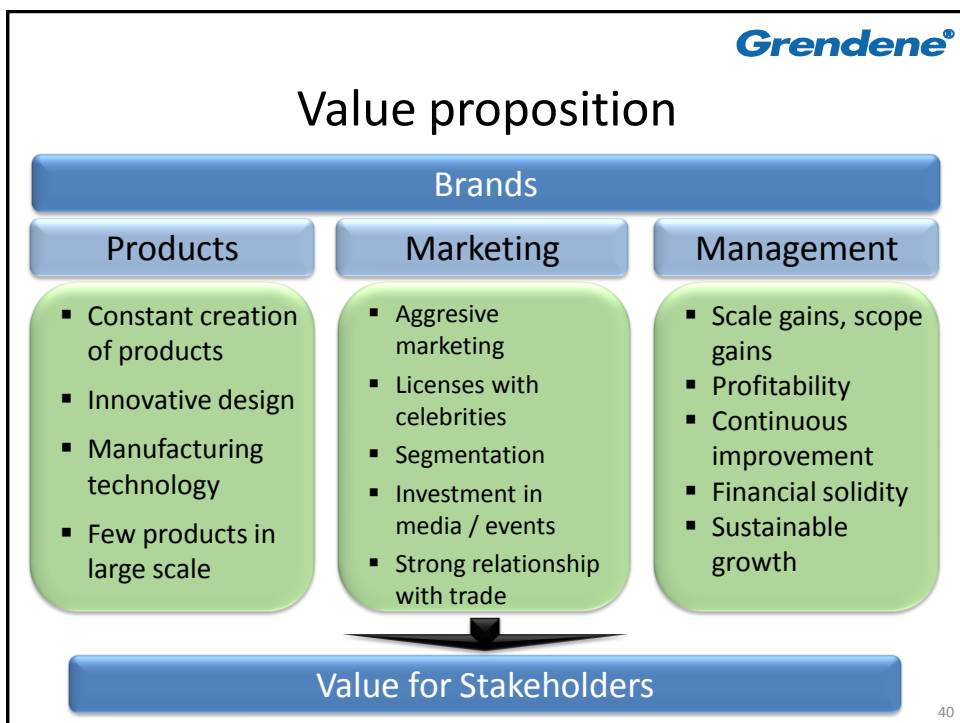 Grendene®
Value proposition
Brands
Products
▪ Constant creation
of products
▪ Innovative design
▪ Manufacturing
technology
▪ Few products in
large scale
Marketing
▪ Aggresive
marketing
▪ Licenses with
celebrities
▪ Segmentation
▪ Investment in
media / events
▪ Strong relationship
with trade
Management
▪ Scale gains, scope
gains
▪ Profitability
▪ Continuous
improvement
▪ Financial solidity
▪ Sustainable
growth
Value for Stakeholders
40